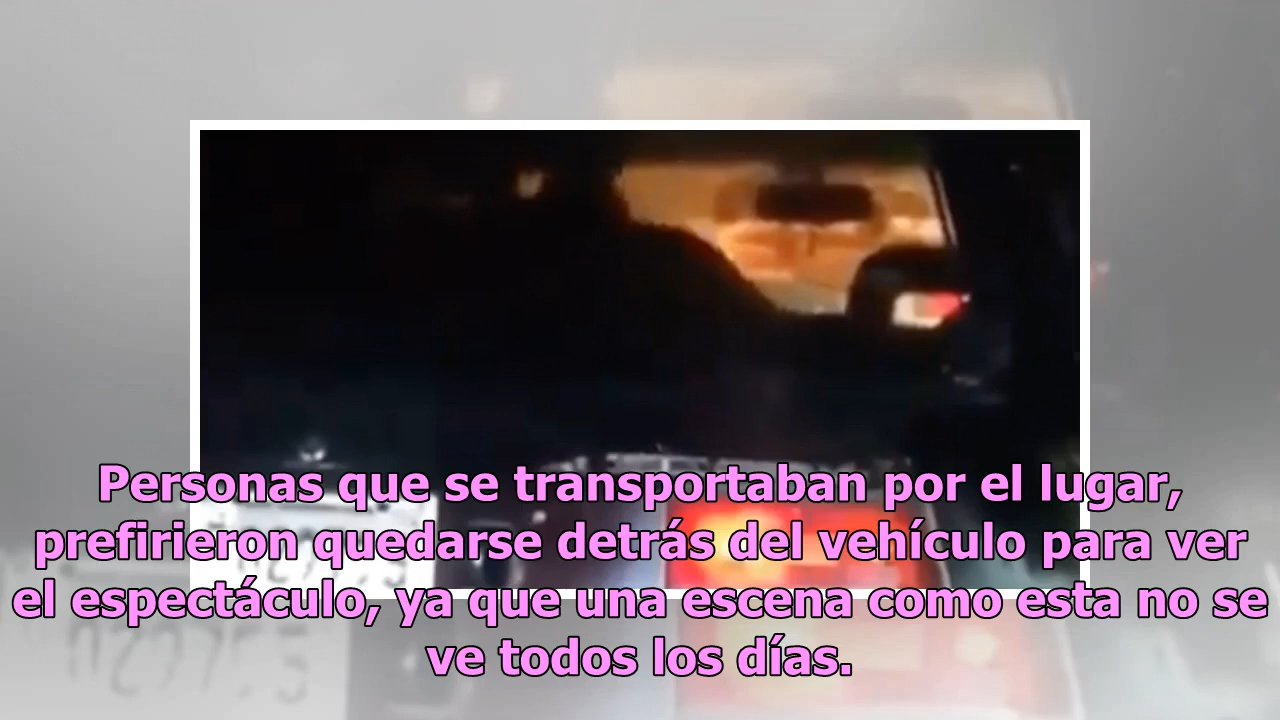 Personas que se transportaban por el lugar,
prefirieron quedarse detrás del vehículo para ver
el espectáculo, ya que una escena como esta no se
ve todos los días.